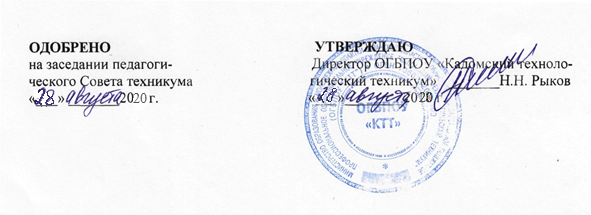 ОДОБРЕНО
на заседании педагоги-
ческого Совета техникума
«28» августа 2020 г.
УТВЕРЖДАЮ
Директор ОГБПОУ «Кадомский техноло-
гический техникум»
Н.Н. Рыков
«28» августа 2020
ОГБПОУ
«КТТ»